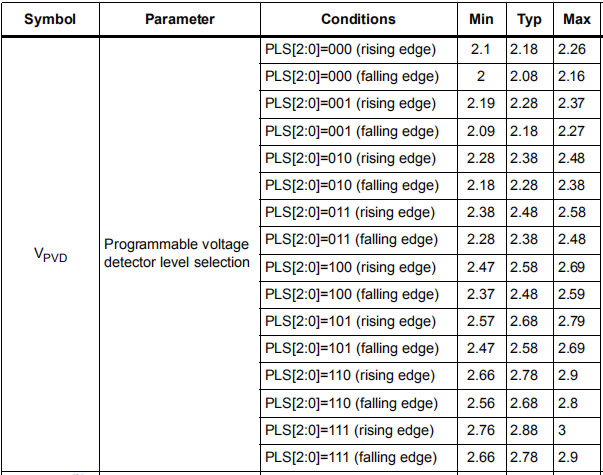 Symbol Parameter Conditions Min Typ Max
PLS[2:0]=000 (rising edge) 2.1 2.18 2.26
PLS[2:0]=000 (falling edge) 2 2.08 2.16
PLS[2:0]=001 (rising edge) 2.19 2.28 2.37
PLS[2:0]=001 (falling edge) 2.09 2.18 2.27
PLS[2:0]=010 (rising edge) 2.28 2.38 2.48
PLS[2:0]=010 (falling edge) 2.18 2.28 2.38
PLS[2:0]=011 (rising edge) 2.38 2.48 2.58
VPVD Programmable voltage detector level selection PLS[2:0]=011 (falling edge) 2.28 2.38 2.48
PLS[2:0]=100 (rising edge) 2.47 2.58 2.69
PLS[2:0]=100 (falling edge) 2.37 2.48 2.59
PLS[2:0]=101 (rising edge) 2.57 2.68 2.79
PLS[2:0]=101 (falling edge) 2.47 2.58 2.69
PLS[2:0]=110 (rising edge) 2.66 2.78 2.9
PLS[2:0]=110 (falling edge) 2.56 2.68 2.8
PLS[2:0]=111 (rising edge) 2.76 2.88 3
PLS[2:0]=111 (falling edge) 2.66 2.78 2.9